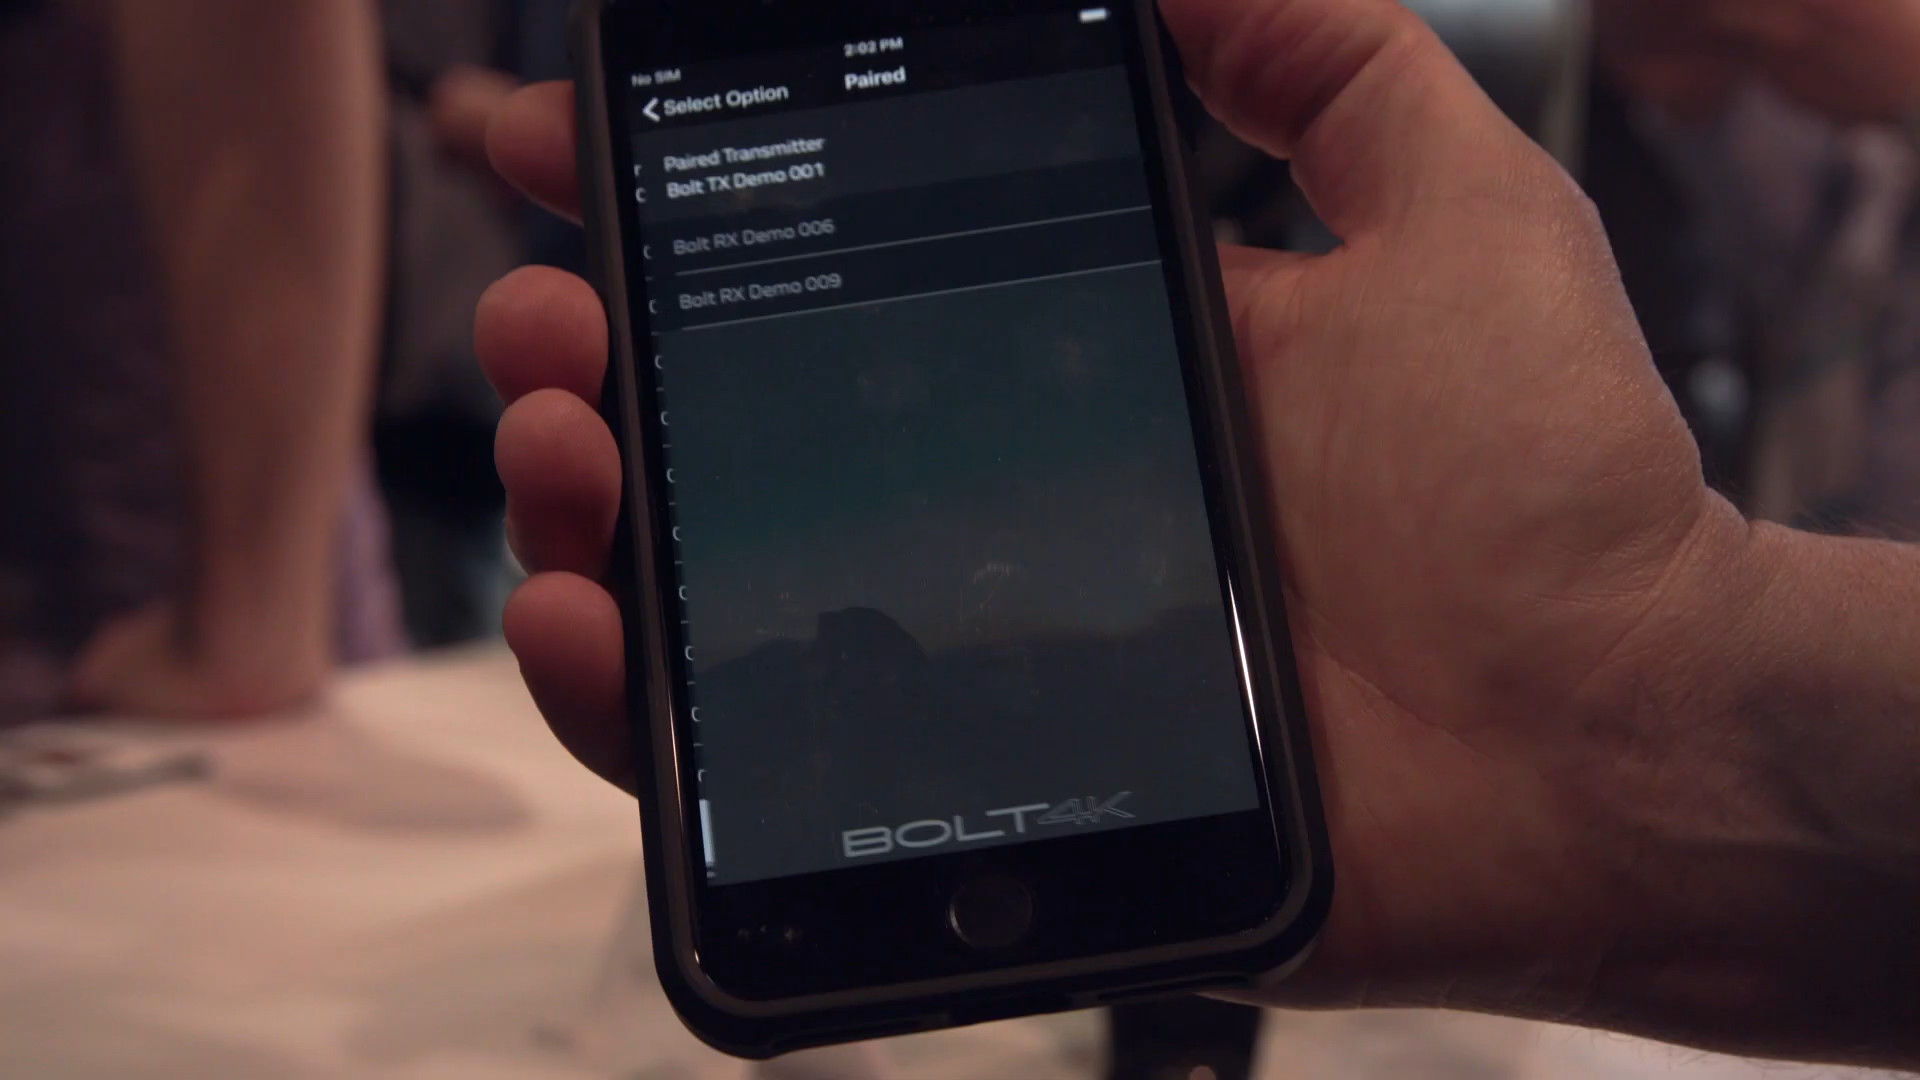 2:02 PM
No SIM
Select Option
Paired
Paired Transmitter
Bolt TX Demo 001
Bolt RX Demo 006
Bolt RX Demo 009
BOLT4K